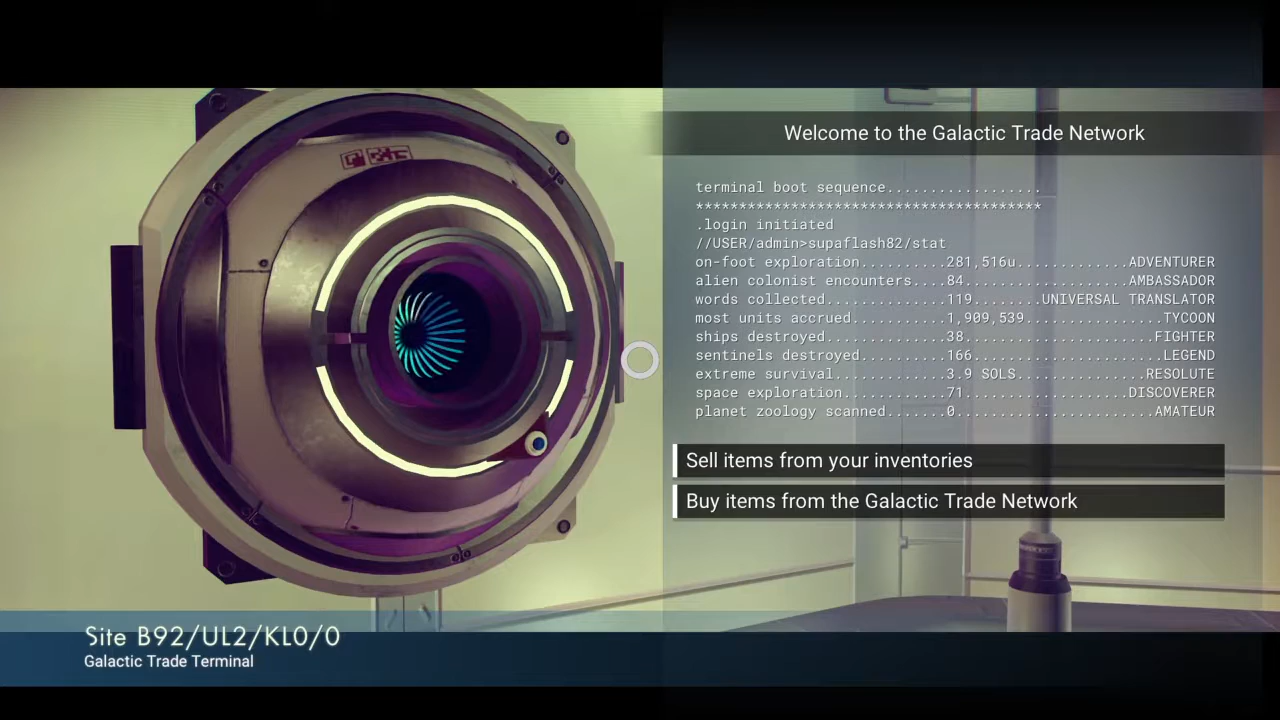 Welcome to the Galactic Trade Network
terminal boot sequence..................
****************************************
.login initiated
//USER/admin>supaflash82/stat
on-foot exploration..........281,516u.............ADVENTURER
alien colonist encounters....84...................AMBASSADOR
words collected..............119........UNIVERSAL TRANSLATOR
most units accrued...........1,909,539................TYCOON
ships destroyed..............38......................FIGHTER
sentinels destroyed..........166......................LEGEND
extreme survival.............3.9 SOLS...............RESOLUTE
space exploration............71...................DISCOVERER
planet zoology scanned.......0.......................AMATEUR
Sell items from your inventories
Buy items from the Galactic Trade Network
Site B92/UL2/KL0/0
Galactic Trade Terminal